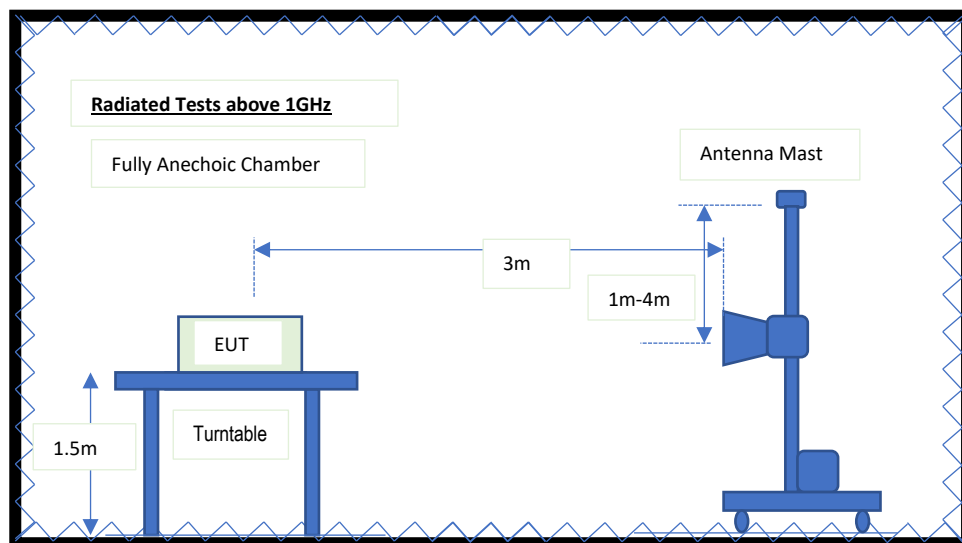 Radiated Tests above 1GHz
Fully Anechoic Chamber
Antenna Mast
3m
1m-4m
EUT
Turntable
1.5m